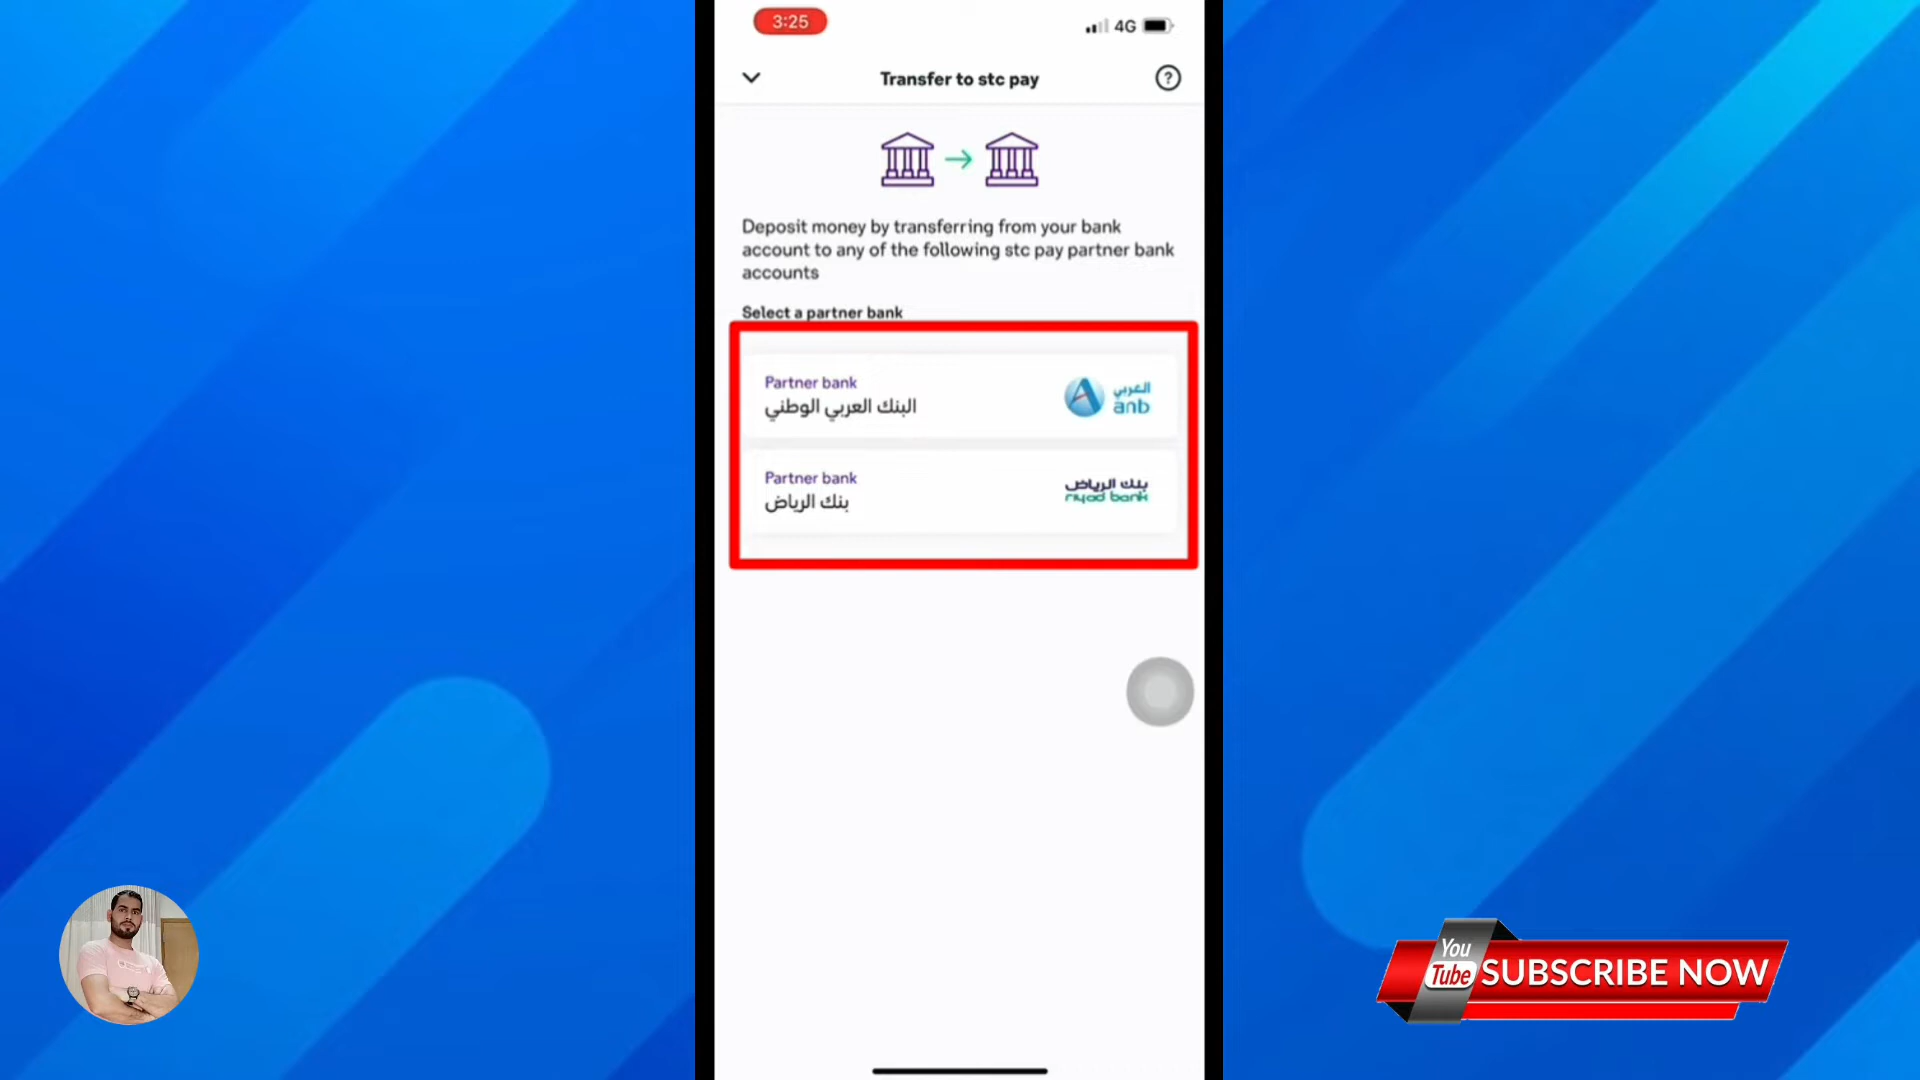 3:25
4G
Transfer to stc pay
?
Deposit money by transferring from your bank
account to any of the following stc pay partner bank
accounts
Select a partner bank
Partner bank
البنك العربي الوطني
العربي
anb
Partner bank
بنك الرياض
بنك الرياض
riyad bank
You
Tube
SUBSCRIBE NOW